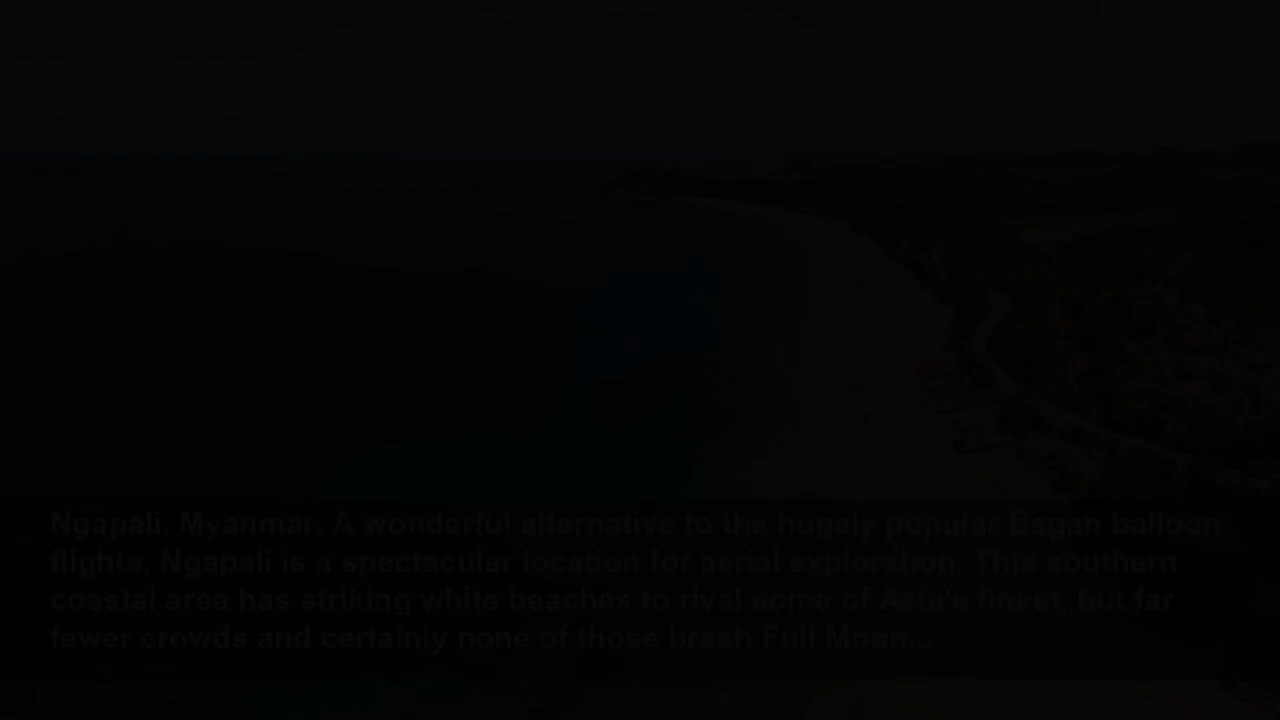 Ngapali, Myanmar, A wonderful alternative to the hugely popular Bagan balloon
flights, Ngapali is a spectacular location for aerial exploration. This southern
coastal area has striking white beaches to rival some of Asia's finest, but far
fewer crowds and certainly none of those brash Full Moon...